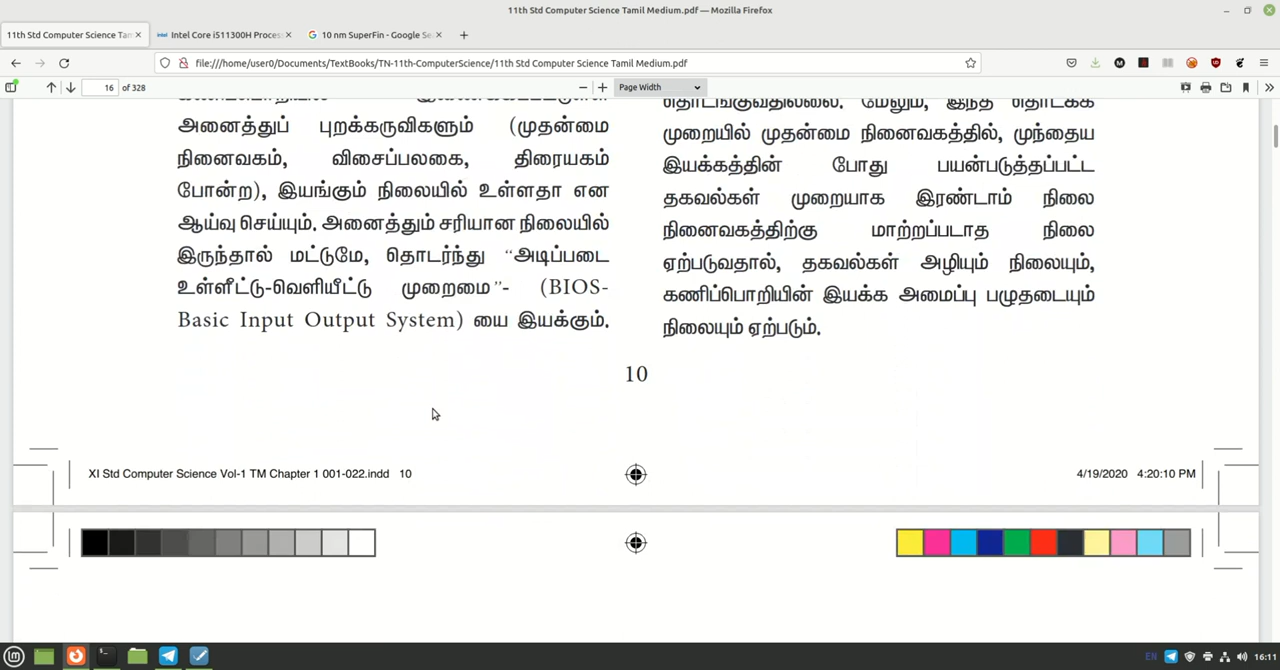 11th Std Computer Science Tamil Medium.pdf — Mozilla Firefox
11th Std Computer Science Tan
Intel Core i511300H Proces
10 nm SuperFin - Google Se
file:///home/user0/Documents/TextBooks/TN-11th-ComputerScience/11th Std Computer Science Tamil Medium.pdf
16 of 328
Page Width
அனைத்துப் புறக்கருவிகளும் (முதன்மை
நினைவகம், விசைப்பலகை, திரையகம்
போன்ற), இயங்கும் நிலையில் உள்ளதா என
ஆய்வு செய்யும். அனைத்தும் சரியான நிலையில்
இருந்தால் மட்டுமே, தொடர்ந்து “அடிப்படை
உள்ளீட்டு-வெளியீட்டு முறைமை”- (BIOS-
Basic Input Output System) யை இயக்கும்.
தொடங்குவதில்லை. மேலும், இந்த தொடக்க
முறையில் முதன்மை நினைவகத்தில், முந்தைய
இயக்கத்தின் போது பயன்படுத்தப்பட்ட
தகவல்கள் முறையாக இரண்டாம் நிலை
நினைவகத்திற்கு மாற்றப்படாத நிலை
ஏற்படுவதால், தகவல்கள் அழியும் நிலையும்,
கணிப்பொறியின் இயக்க அமைப்பு பழுதடையும்
நிலையும் ஏற்படும்.
10
XI Std Computer Science Vol-1 TM Chapter 1 001-022.indd 10
4/19/2020 4:20:10 PM
EN
16:11